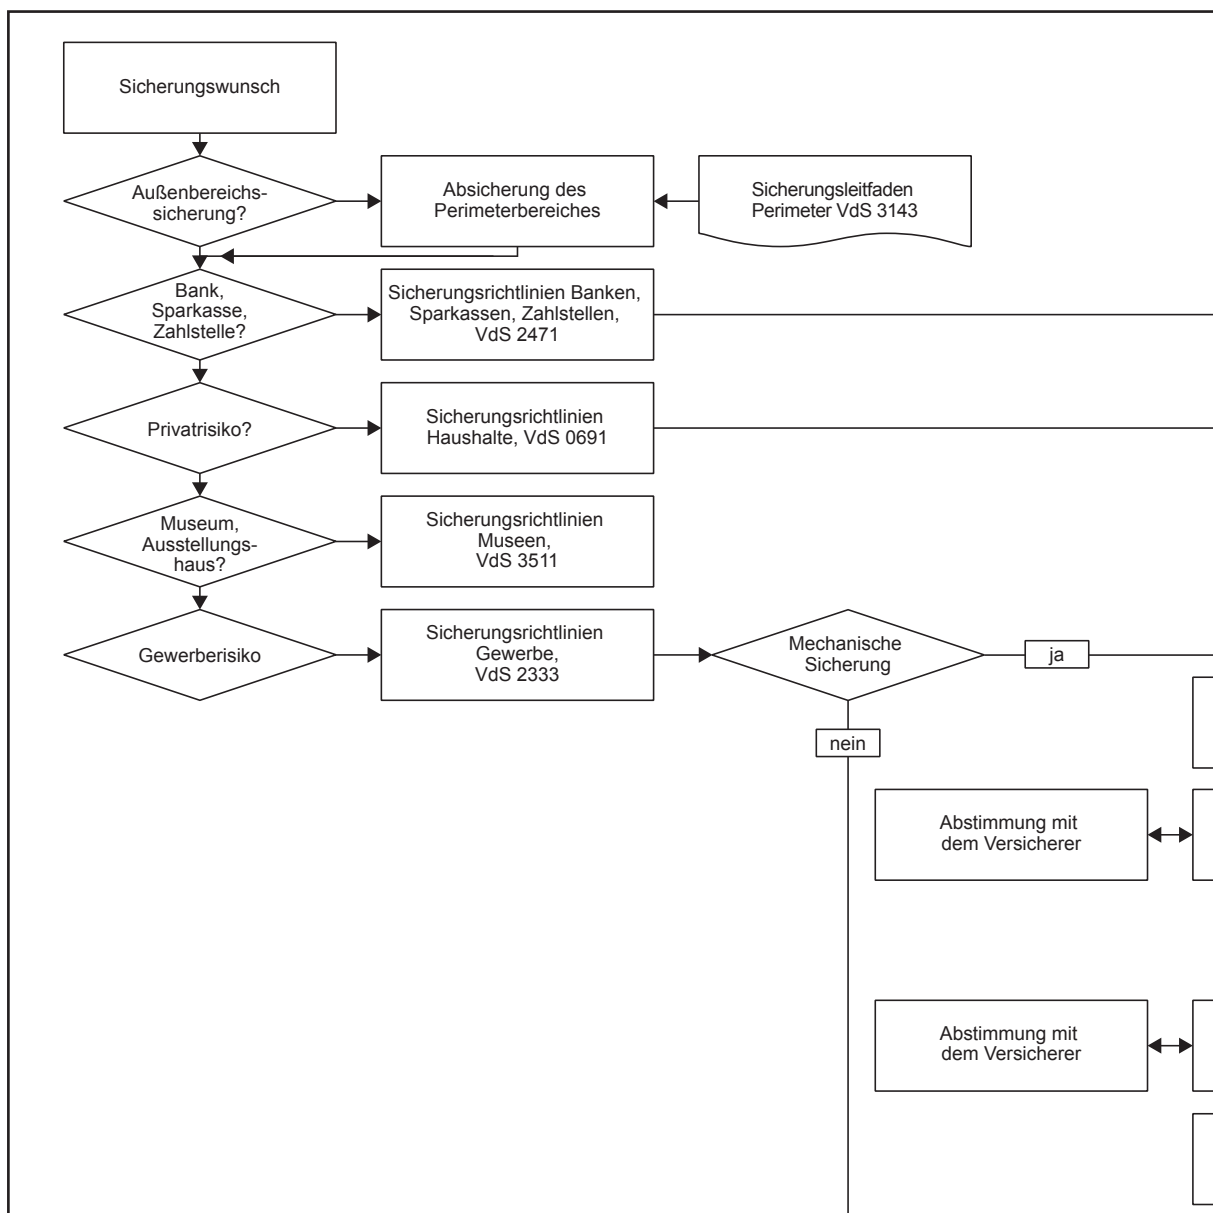 Sicherungswunsch
Außenbereichs-
sicherung?
Absicherung des
Perimeterbereiches
Sicherungsleitfaden
Perimeter VdS 3143
Bank,
Sparkasse,
Zahlstelle?
Sicherungsrichtlinien Banken,
Sparkassen, Zahlstellen,
VdS 2471
Privatrisiko?
Sicherungsrichtlinien
Haushalte, VdS 0691
Museum,
Ausstellungs-
haus?
Sicherungsrichtlinien
Museen,
VdS 3511
Gewerberisiko
Sicherungsrichtlinien
Gewerbe,
VdS 2333
Mechanische
Sicherung
ja
nein
Abstimmung mit
dem Versicherer
Abstimmung mit
dem Versicherer